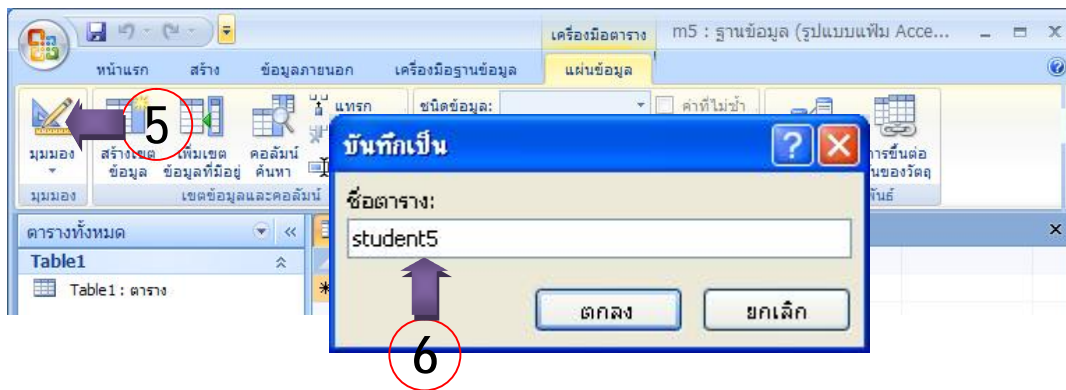 เครื่องมือตาราง m5 : ฐานข้อมูล (รูปแบบแฟ้ม Acce...
หน้าแรก สร้าง ข้อมูลภายนอก เครื่องมือฐานข้อมูล แผ่นข้อมูล
แทรก ชนิดข้อมูล: ค่าที่ไม่ซ้ำ
5
มุมมอง สร้างเขต เพิ่มเขต คอลัมน์ การขึ้นต่อ
ข้อมูล ข้อมูลที่มีอยู่ ค้นหา นของวัตถุ
มุมมอง เขตข้อมูลและคอลัมน์ พันธ์
บันทึกเป็น
ชื่อตาราง:
student5
ตกลง ยกเลิก
6
ตารางทั้งหมด
Table1
Table1 : ตาราง